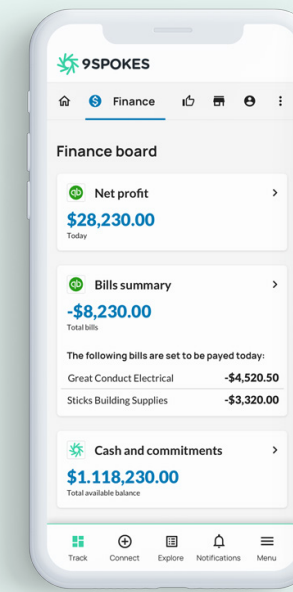 9SPOKES
Finance
Finance board
qb Net profit
$28,230.00
Today
qb Bills summary
-$8,230.00
Total bills
The following bills are set to be payed today:
Great Conduct Electrical -$4,520.50
Sticks Building Supplies -$3,320.00
Cash and commitments
$1.118,230.00
Total available balance
Track Connect Explore Notifications Menu